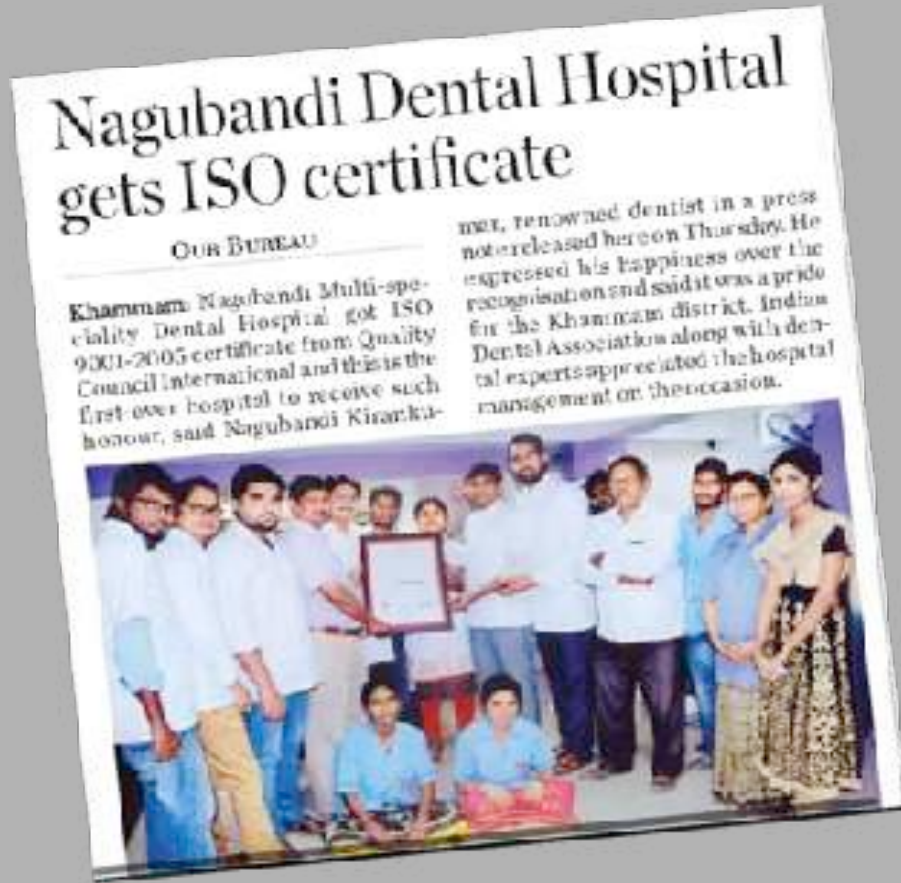 Nagubandi Dental Hospital
gets ISO certificate
OUR BUREAU
Khammam: Nagubandi Multi-spe-
ciality Dental Hospital got ISO
9001-2005 certificate from Quality
Council International and this is the
first-ever hospital to receive such
honour, said Nagubandi Kiranku-
mar, renowned dentist in a press
note released here on Thursday. He
expressed his happiness over the
recognisation and said it was a pride
for the Khammam district. Indian
Dental Association along with den-
tal experts appreciated the hospital
management on the occasion.